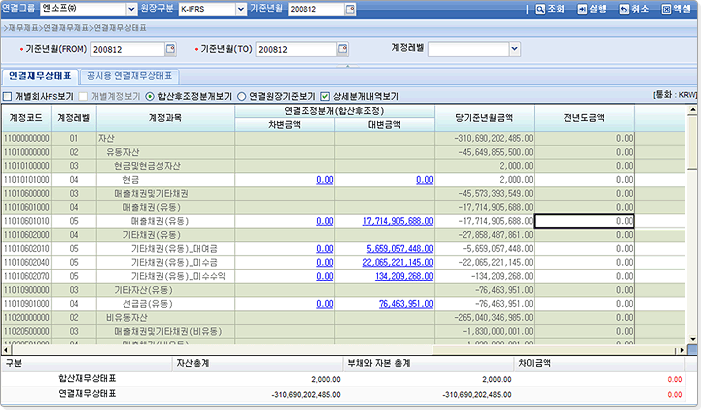 연결그룹 엔소프㈜ 원장구분 K-IFRS 기준년월 200812 조회 실행 취소 엑셀
>재무제표>연결재무제표>연결재무상태표
기준년월(FROM) 200812 기준년월(TO) 200812 계정레벨
연결재무상태표 공시용 연결재무상태표
개별회사FS보기 개별계정보기 합산후조정분개보기 연결원장기준보기 상세분개내역보기 [통화 : KRW]
계정코드 계정레벨 계정과목 연결조정분개(합산후조정) 당기준년월금액 전년도금액
차변금액 대변금액
11000000000 01 자산 -310,690,202,485.00 0.00
11010000000 02 유동자산 -45,649,855,500.00 0.00
11010100000 03 현금및현금성자산 2,000.00 0.00
11010101000 04 현금 0.00 0.00 2,000.00 0.00
11010600000 03 매출채권및기타채권 -45,573,393,549.00 0.00
11010601000 04 매출채권(유동) -17,714,905,688.00 0.00
11010601010 05 매출채권(유동) 0.00 17,714,905,688.00 -17,714,905,688.00 0.00
11010602000 04 기타채권(유동) -27,858,487,861.00 0.00
11010602010 05 기타채권(유동)_대여금 0.00 5,659,057,448.00 -5,659,057,448.00 0.00
11010602040 05 기타채권(유동)_미수금 0.00 22,065,221,145.00 -22,065,221,145.00 0.00
11010602070 05 기타채권(유동)_미수수익 0.00 134,209,268.00 -134,209,268.00 0.00
11010900000 03 기타자산(유동) -76,463,951.00 0.00
11010901000 04 선급금(유동) 0.00 76,463,951.00 -76,463,951.00 0.00
11020000000 02 비유동자산 -265,040,346,985.00 0.00
11020500000 03 매출채권및기타채권(비유동) -1,830,000,001.00 0.00
구분 자산총계 부채와 자본 총계 차이금액
합산재무상태표 2,000.00 2,000.00 0.00
연결재무상태표 -310,690,202,485.00 -310,690,202,485.00 0.00